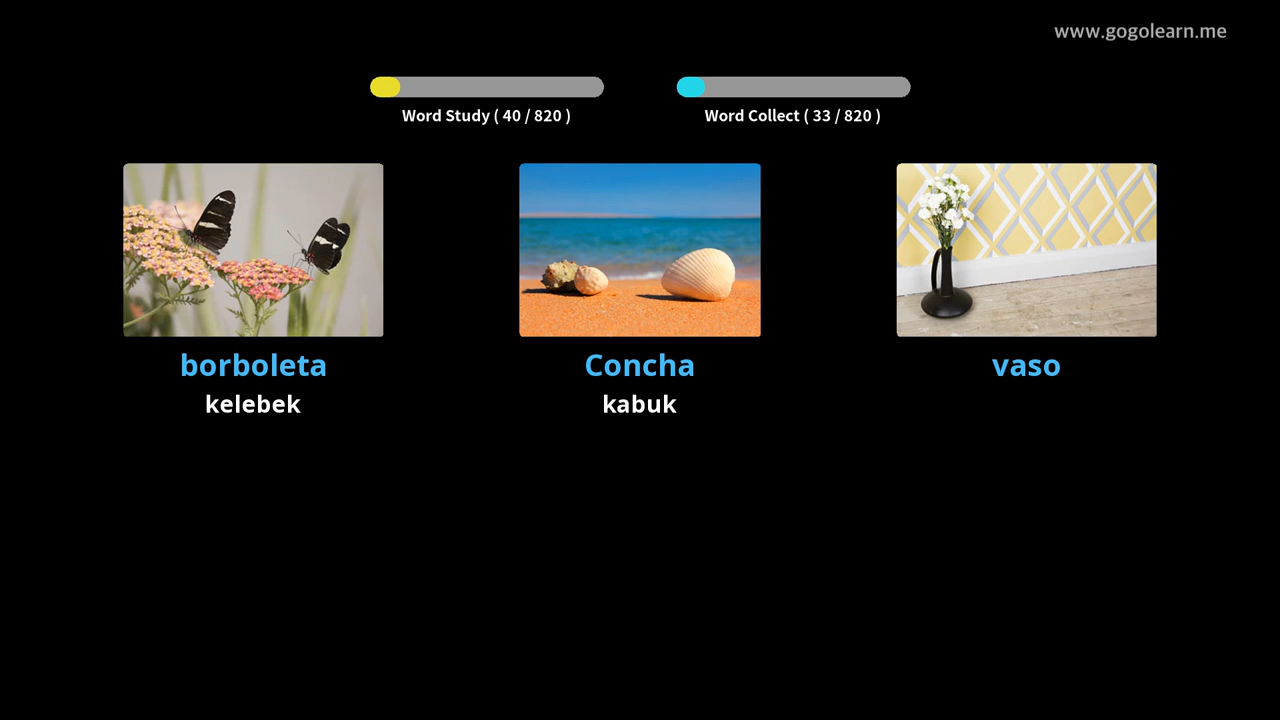 www.gogolearn.me
Word Study ( 40 / 820 )
Word Collect ( 33 / 820 )
borboleta
kelebek
Concha
kabuk
vaso